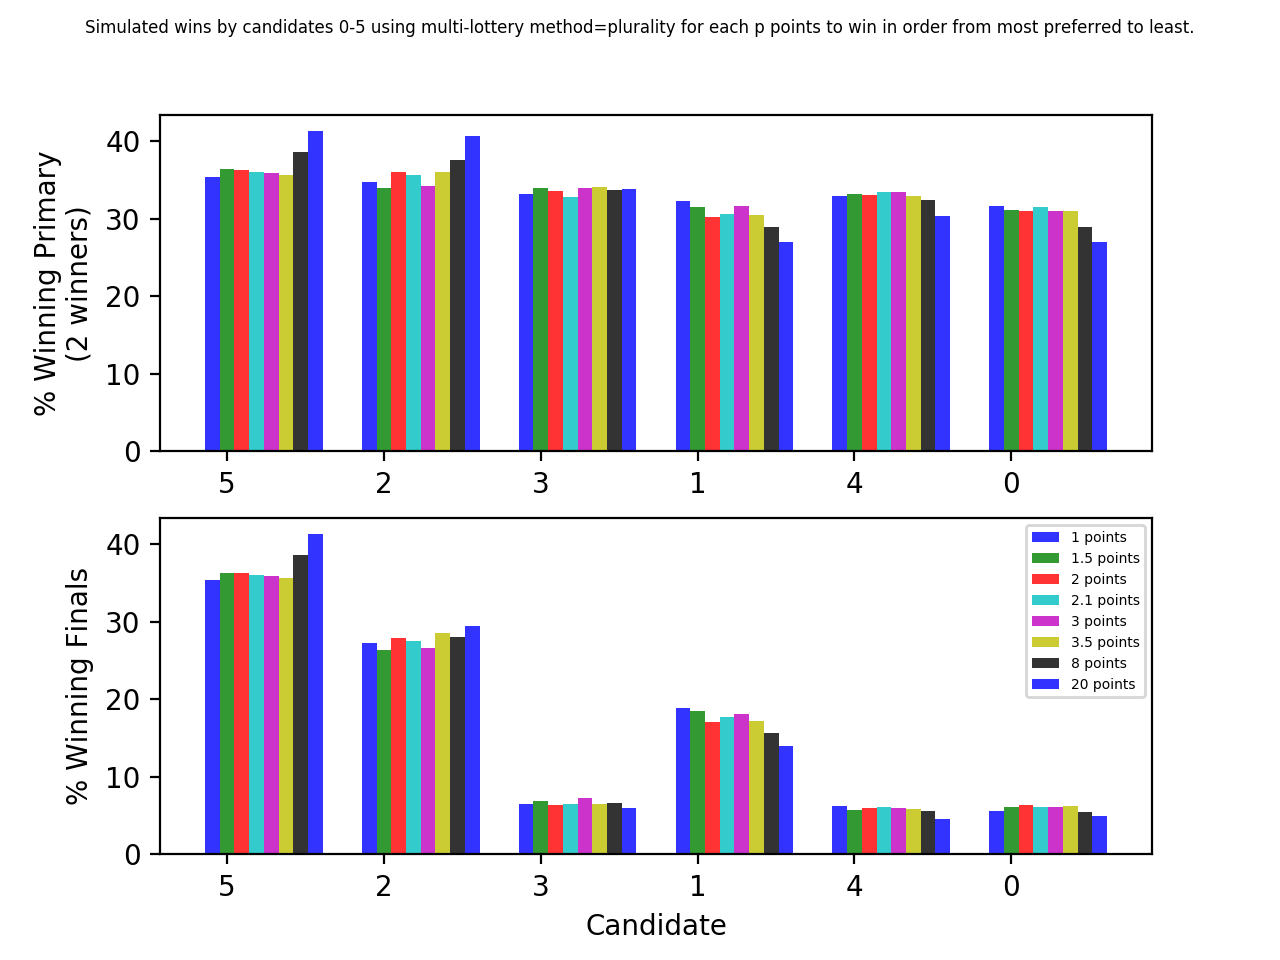 Simulated wins by candidates 0-5 using multi-lottery method=plurality for each p points to win in order from most preferred to least.
% Winning Primary
(2 winners)
40
30
20
10
0
5 2 3 1 4 0
% Winning Finals
40
30
20
10
0
1 points
1.5 points
2 points
2.1 points
3 points
3.5 points
8 points
20 points
5 2 3 1 4 0
Candidate